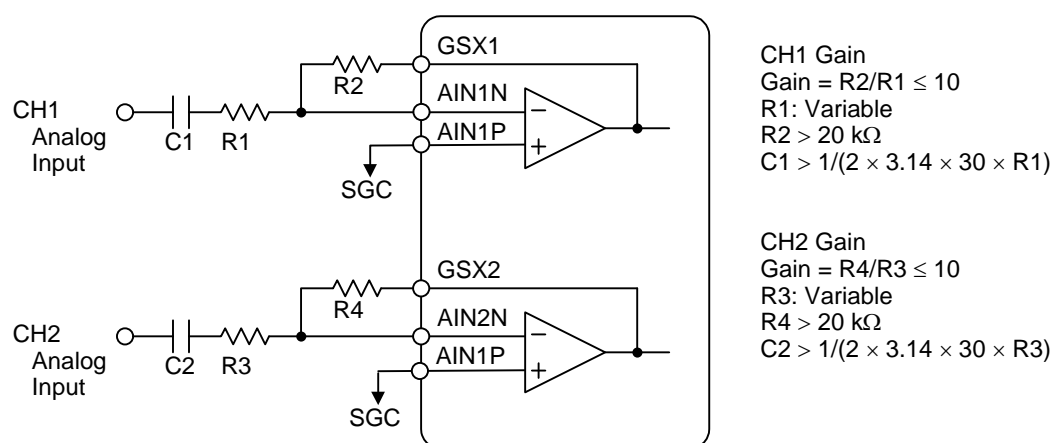 GSX1
R2
CH1
Analog
Input
C1
R1
AIN1N
−
AIN1P
+
SGC
CH1 Gain
Gain = R2/R1 ≤ 10
R1: Variable
R2 > 20 kΩ
C1 > 1/(2 × 3.14 × 30 × R1)
GSX2
R4
CH2
Analog
Input
C2
R3
AIN2N
−
AIN1P
+
SGC
CH2 Gain
Gain = R4/R3 ≤ 10
R3: Variable
R4 > 20 kΩ
C2 > 1/(2 × 3.14 × 30 × R3)